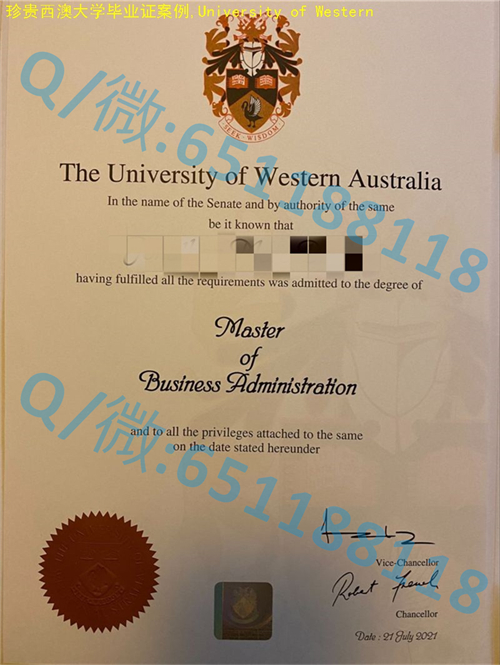 珍贵西澳大学毕业证案例,University of Western
SEEK WISDOM
Q/微:651188118
The University of Western Australia
In the name of the Senate and by authority of the same
be it known that
having fulfilled all the requirements was admitted to the degree of
Master
of
Business Administration
and to all the privileges attached to the same
on the date stated hereunder
Q/微:651188118
Vice-Chancellor
Chancellor
Date : 21 July 2021